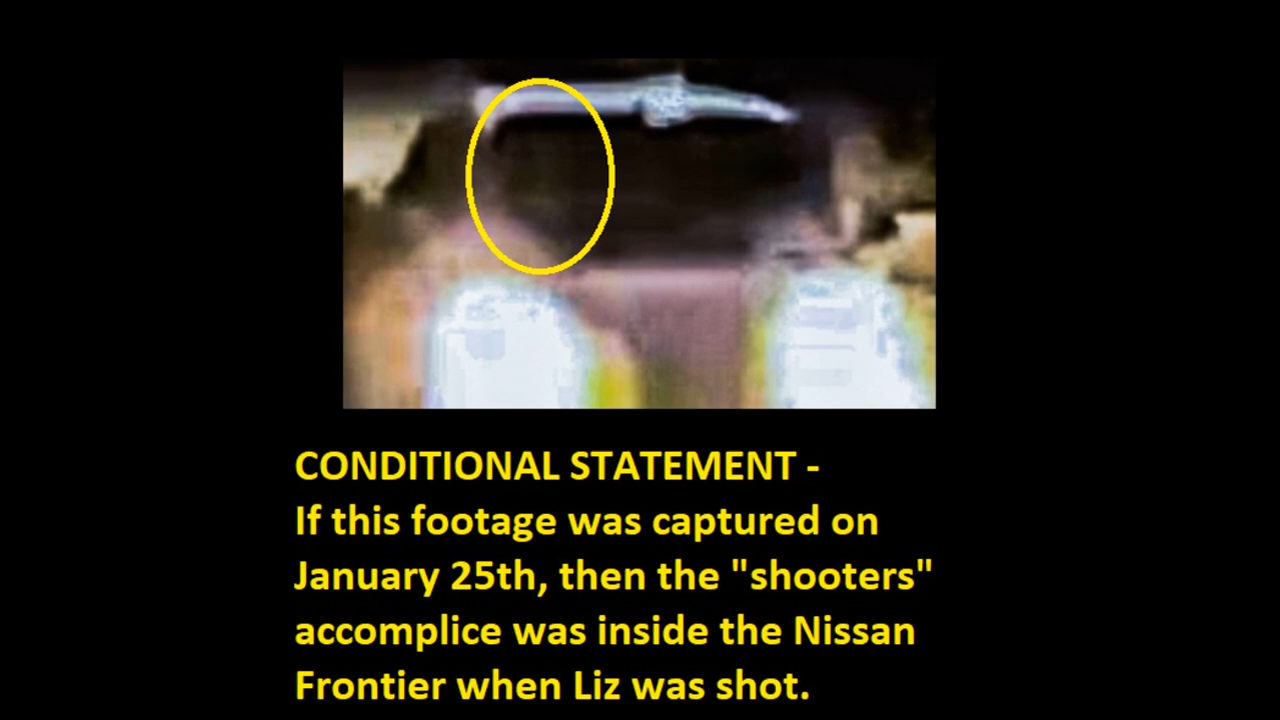 CONDITIONAL STATEMENT -
If this footage was captured on
January 25th, then the "shooters"
accomplice was inside the Nissan
Frontier when Liz was shot.